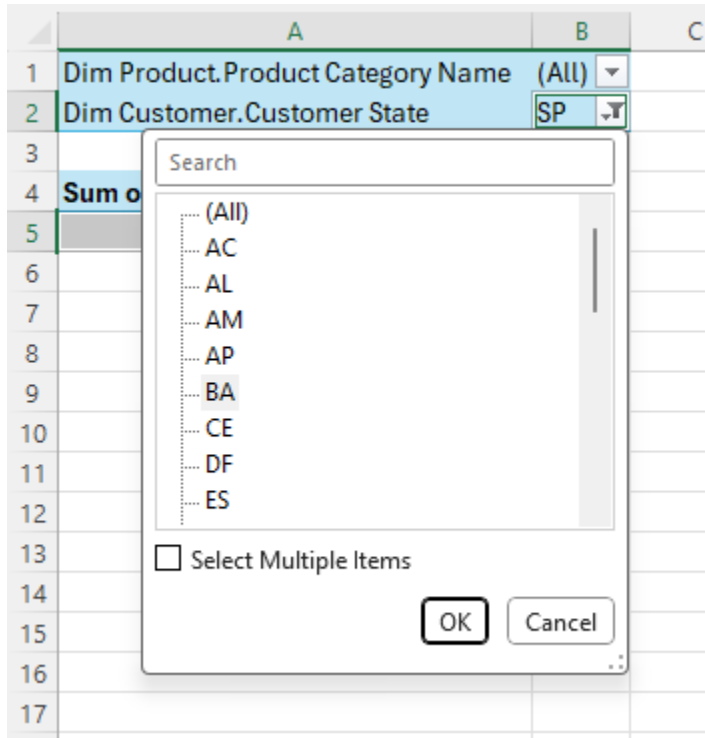 A B C
1 Dim Product.Product Category Name (All)
2 Dim Customer.Customer State SP
3 Search
4 Sum o
(All)
5
AC
6
AL
7
AM
8
AP
9
BA
10
CE
11
DF
12
ES
13
Select Multiple Items
14
15
OK Cancel
16
17